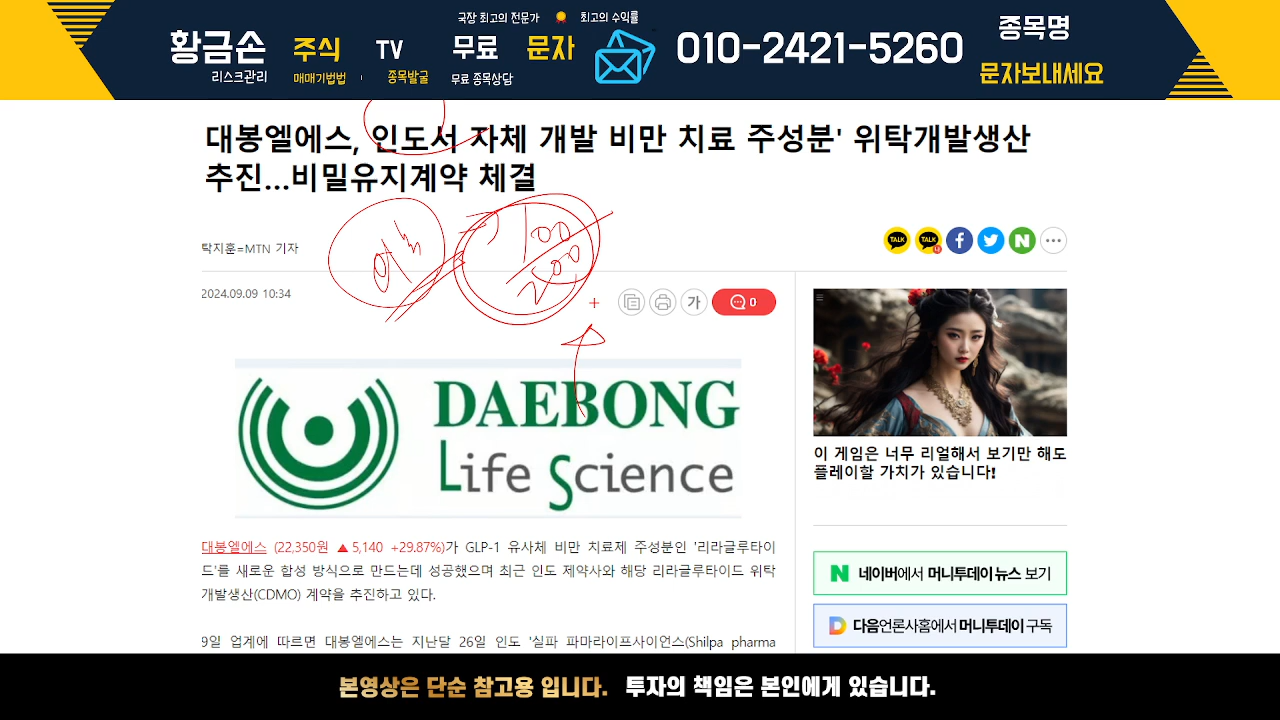 국장 최고의 전문가 최고의 수익률
황금손 주식 TV 무료 문자 010-2421-5260 종목명
리스크관리 매매기법법 종목발굴 무료 종목상담 문자보내세요
대봉엘에스, 인도서 자체 개발 비만 치료 주성분' 위탁개발생산
추진...비밀유지계약 체결
탁지훈=MTN 기자
TALK TALK
2024.09.09 10:34
가 0
100
DAEBONG
Life Science
이 게임은 너무 리얼해서 보기만 해도
플레이할 가치가 있습니다!
대봉엘에스 (22,350원 ▲ 5,140 +29.87%)가 GLP-1 유사체 비만 치료제 주성분인 '리라글루타이
드'를 새로운 합성 방식으로 만드는데 성공했으며 최근 인도 제약사와 해당 리라글루타이드 위탁
개발생산(CDMO) 계약을 추진하고 있다.
9일 업계에 따르면 대봉엘에스는 지난달 26일 인도 '실파 파마라이프사이언스(Shilpa pharma
네이버에서 머니투데이 뉴스 보기
다음언론사홈에서 머니투데이 구독
본영상은 단순 참고용 입니다. 투자의 책임은 본인에게 있습니다.